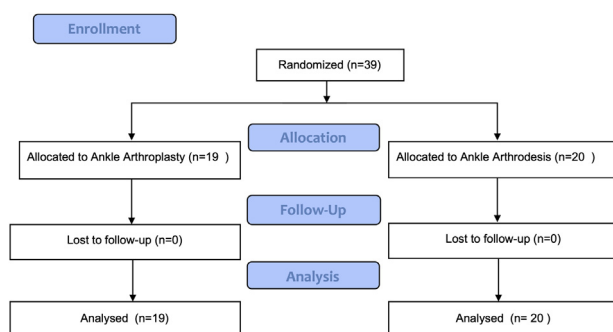 Enrollment
Randomized (n=39)
Allocation
Allocated to Ankle Arthroplasty (n=19 )
Allocated to Ankle Arthrodesis (n=20 )
Follow-Up
Lost to follow-up (n=0)
Lost to follow-up (n=0)
Analysis
Analysed (n=19)
Analysed (n= 20 )